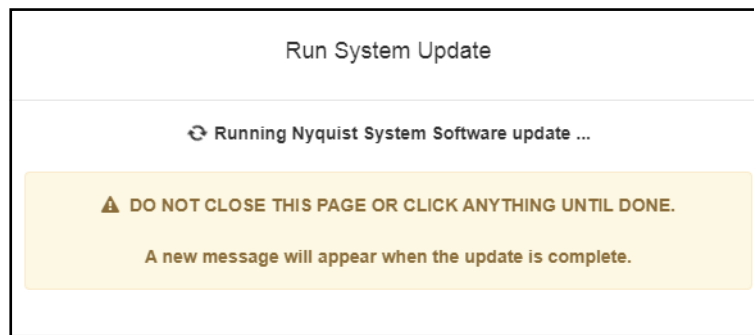 Run System Update
Running Nyquist System Software update ...
DO NOT CLOSE THIS PAGE OR CLICK ANYTHING UNTIL DONE.
A new message will appear when the update is complete.